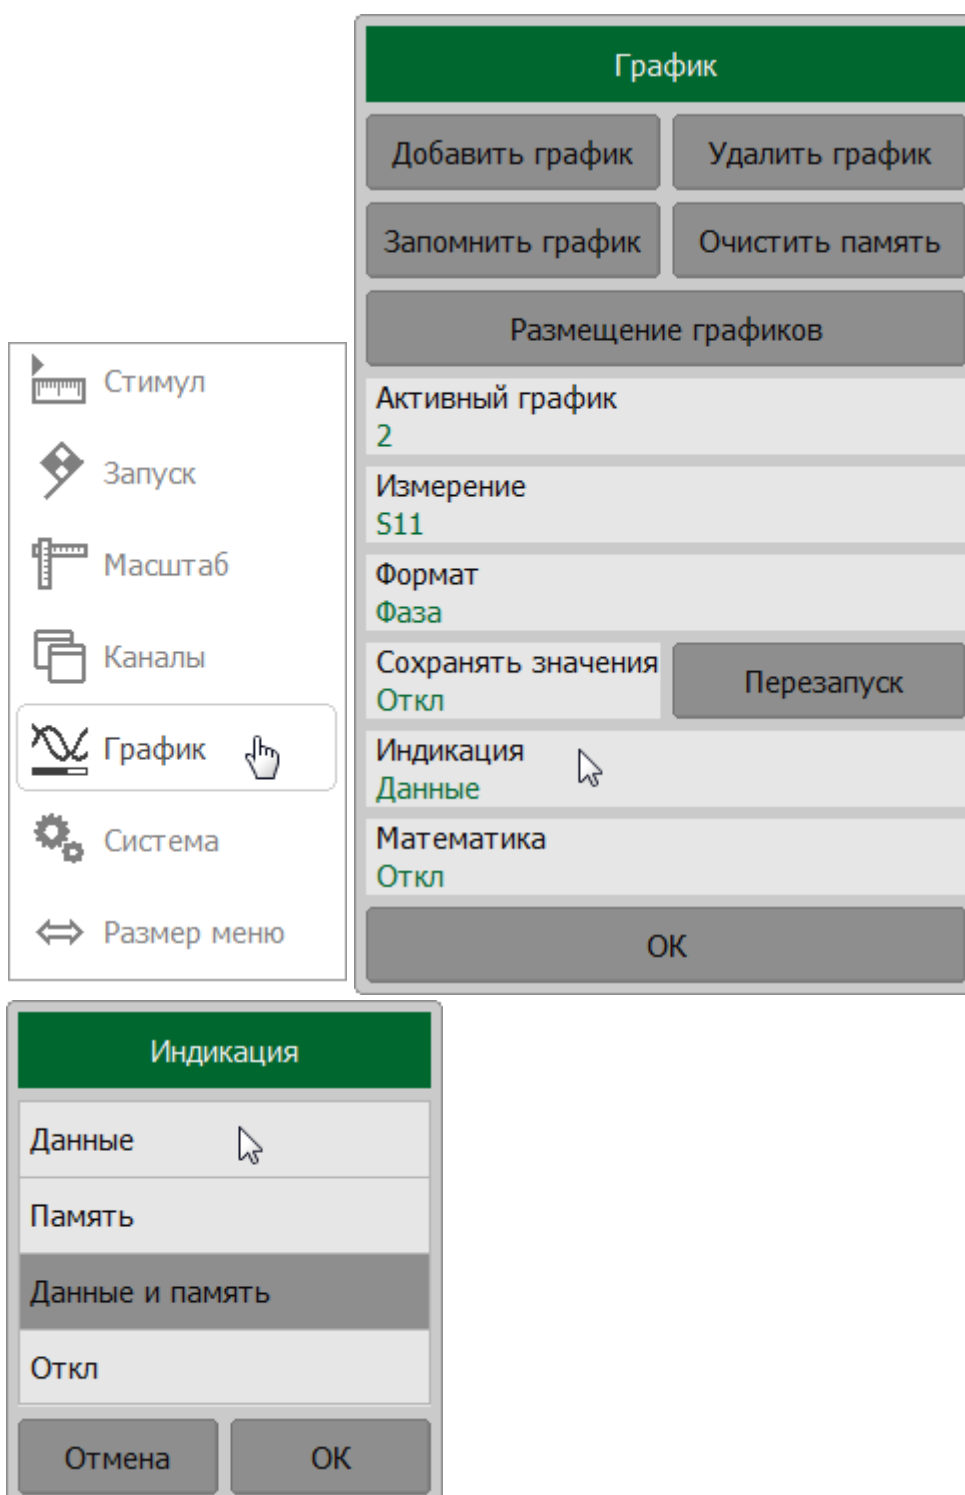 График
Добавить график
Удалить график
Запомнить график
Очистить память
Размещение графиков
Активный график
2
Измерение
S11
Формат
Фаза
Сохранять значения
Откл
Перезапуск
Индикация
Данные
Математика
Откл
ОК
Стимул
Запуск
Масштаб
Каналы
График
Система
Размер меню
Индикация
Данные
Память
Данные и память
Откл
Отмена
ОК